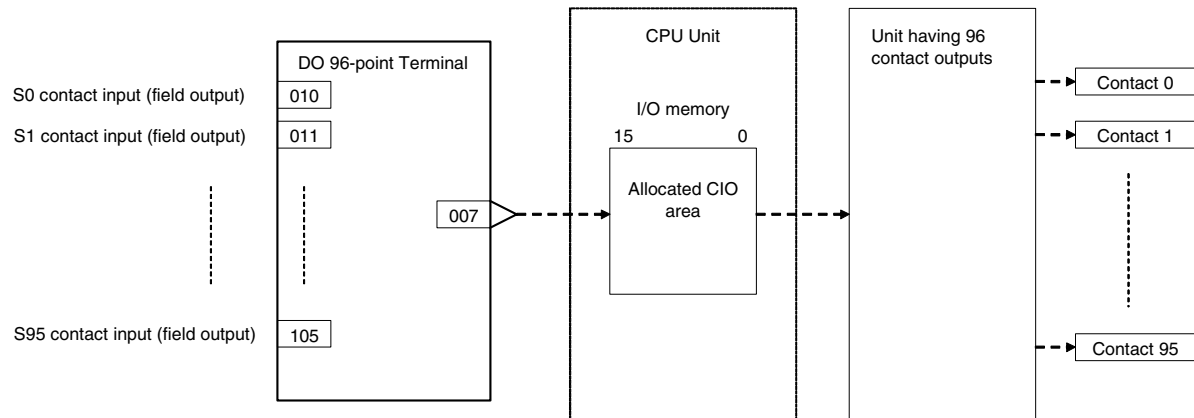 DO 96-point Terminal
S0 contact input (field output)
010
S1 contact input (field output)
011
007
S95 contact input (field output)
105
CPU Unit
I/O memory
15 0
Allocated CIO
area
Unit having 96
contact outputs
Contact 0
Contact 1
Contact 95